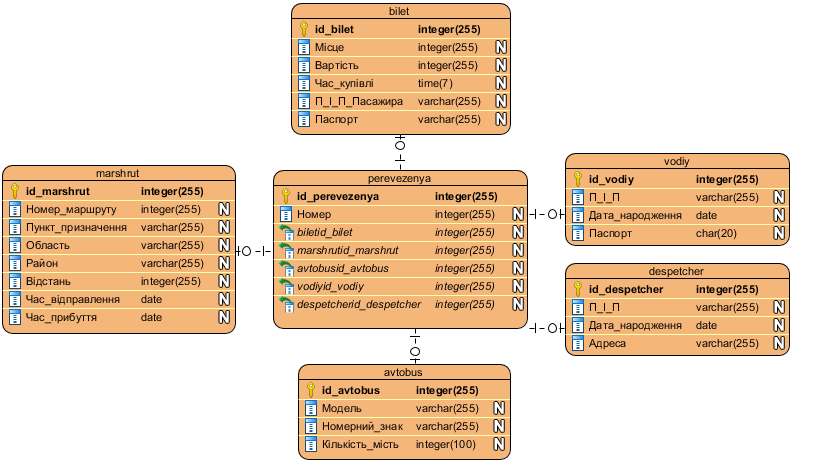 bilet
id_bilet integer(255)
Місце integer(255) N
Вартість integer(255) N
Час_купівлі time(7) N
П_І_П_Пасажира varchar(255) N
Паспорт varchar(255) N
marshrut
id_marshrut integer(255)
Номер_маршруту integer(255) N
Пункт_призначення varchar(255) N
Область varchar(255) N
Район varchar(255) N
Відстань integer(255) N
Час_відправлення date N
Час_прибуття date N
perevezenya
id_perevezenya integer(255)
Номер integer(255) N
biletid_bilet integer(255) N
marshrutid_marshrut integer(255) N
avtobusid_avtobus integer(255) N
vodiyid_vodiy integer(255) N
despetcherid_despetcher integer(255) N
vodiy
id_vodiy integer(255)
П_І_П varchar(255) N
Дата_народження date N
Паспорт char(20) N
despetcher
id_despetcher integer(255)
П_І_П varchar(255) N
Дата_народження date N
Адреса varchar(255) N
avtobus
id_avtobus integer(255)
Модель varchar(255) N
Номерний_знак varchar(255) N
Кількість_мість integer(100) N